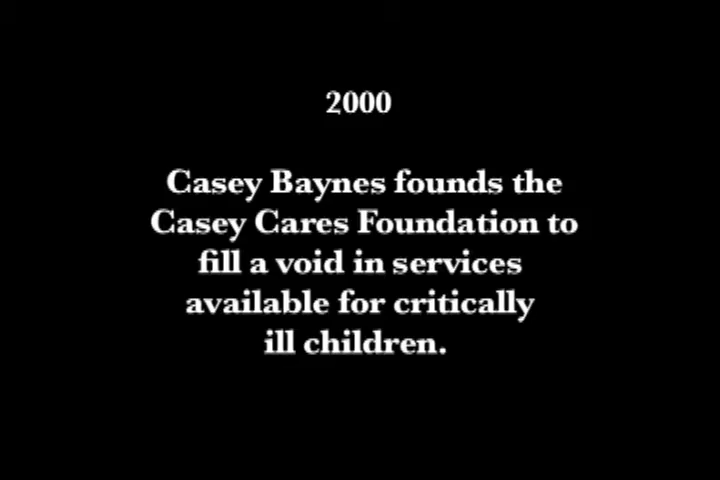 2000
Casey Baynes founds the
Casey Cares Foundation to
fill a void in services
available for critically
ill children.